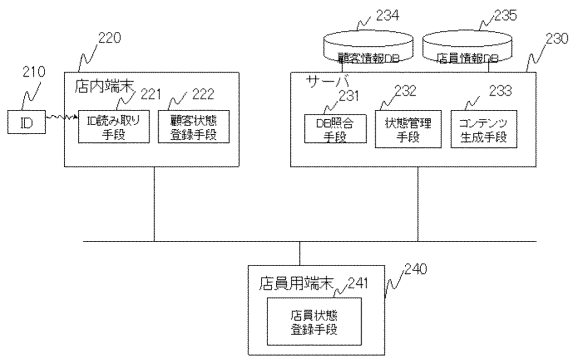 234
235
220
顧客情報DB
店員情報DB
230
210
店内端末
サーバ
221
222
231
232
233
ID
ID読み取り
手段
顧客状態
登録手段
DB照合
手段
状態管理
手段
コンテンツ
生成手段
240
店員用端末
241
店員状態
登録手段